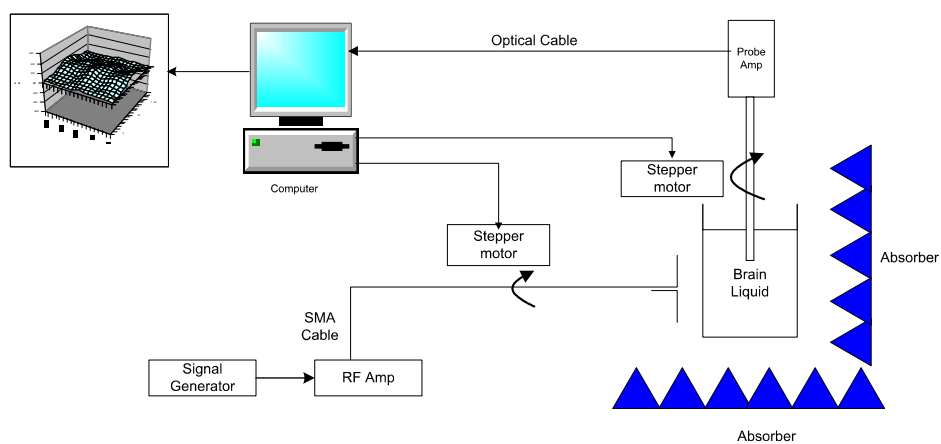 Optical Cable
Probe
Amp
Computer
Stepper
motor
Stepper
motor
Brain
Liquid
Absorber
SMA
Cable
Signal
Generator
RF Amp
Absorber